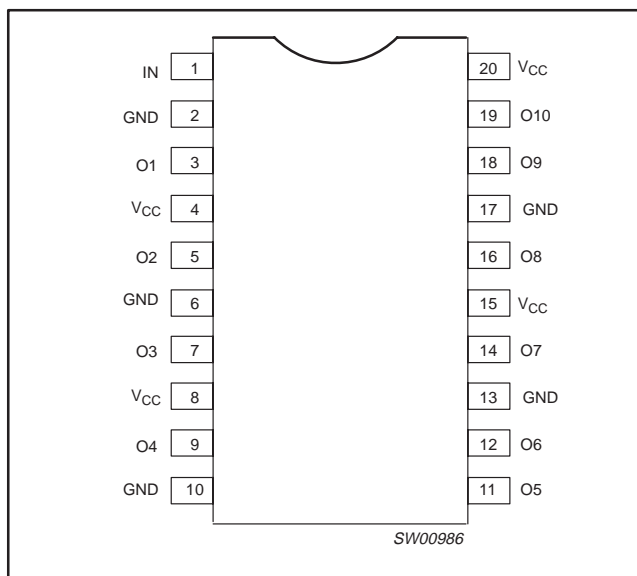 IN 1 20 VCC
GND 2 19 O10
O1 3 18 O9
VCC 4 17 GND
O2 5 16 O8
GND 6 15 VCC
O3 7 14 O7
VCC 8 13 GND
O4 9 12 O6
GND 10 11 O5
SW00986